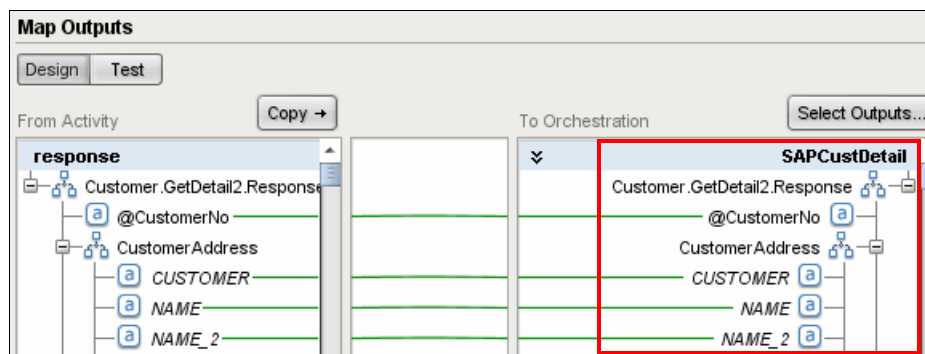 Map Outputs
Design Test
From Activity Copy → To Orchestration Select Outputs...
response SAPCustDetail
Customer.GetDetail2.Response Customer.GetDetail2.Response
@CustomerNo @CustomerNo
CustomerAddress CustomerAddress
CUSTOMER CUSTOMER
NAME NAME
NAME_2 NAME_2